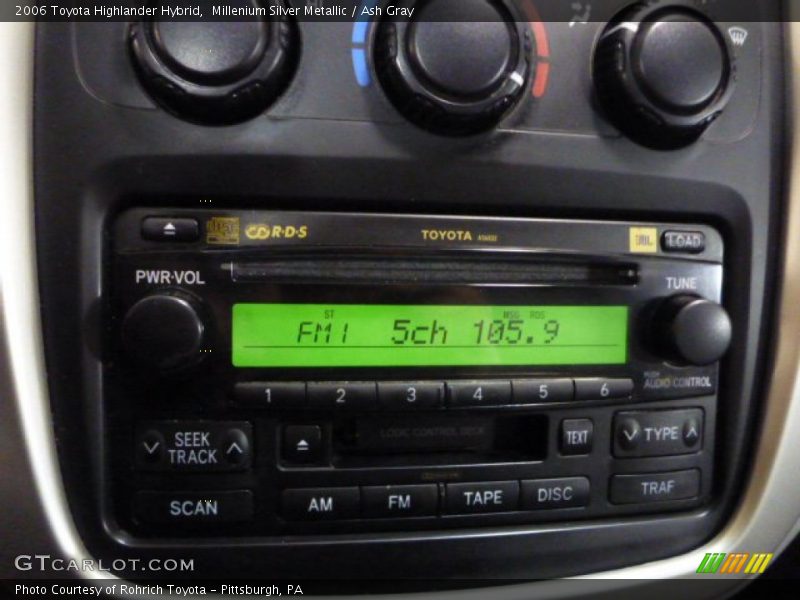 2006 Toyota Highlander Hybrid,  Millenium Silver Metallic / Ash Gray
R·D·S
TOYOTA
JBL
LOAD
PWR·VOL
TUNE
ST
MSG RDS
FM1 5ch 105.9
AUDIO CONTROL
1 2 3 4 5 6
SEEK
TRACK
LOGIC CONTROL DECK
TEXT
TYPE
SCAN
AM
FM
TAPE
DISC
TRAF
GTCARLOT.COM
Photo Courtesy of Rohrich Toyota - Pittsburgh, PA